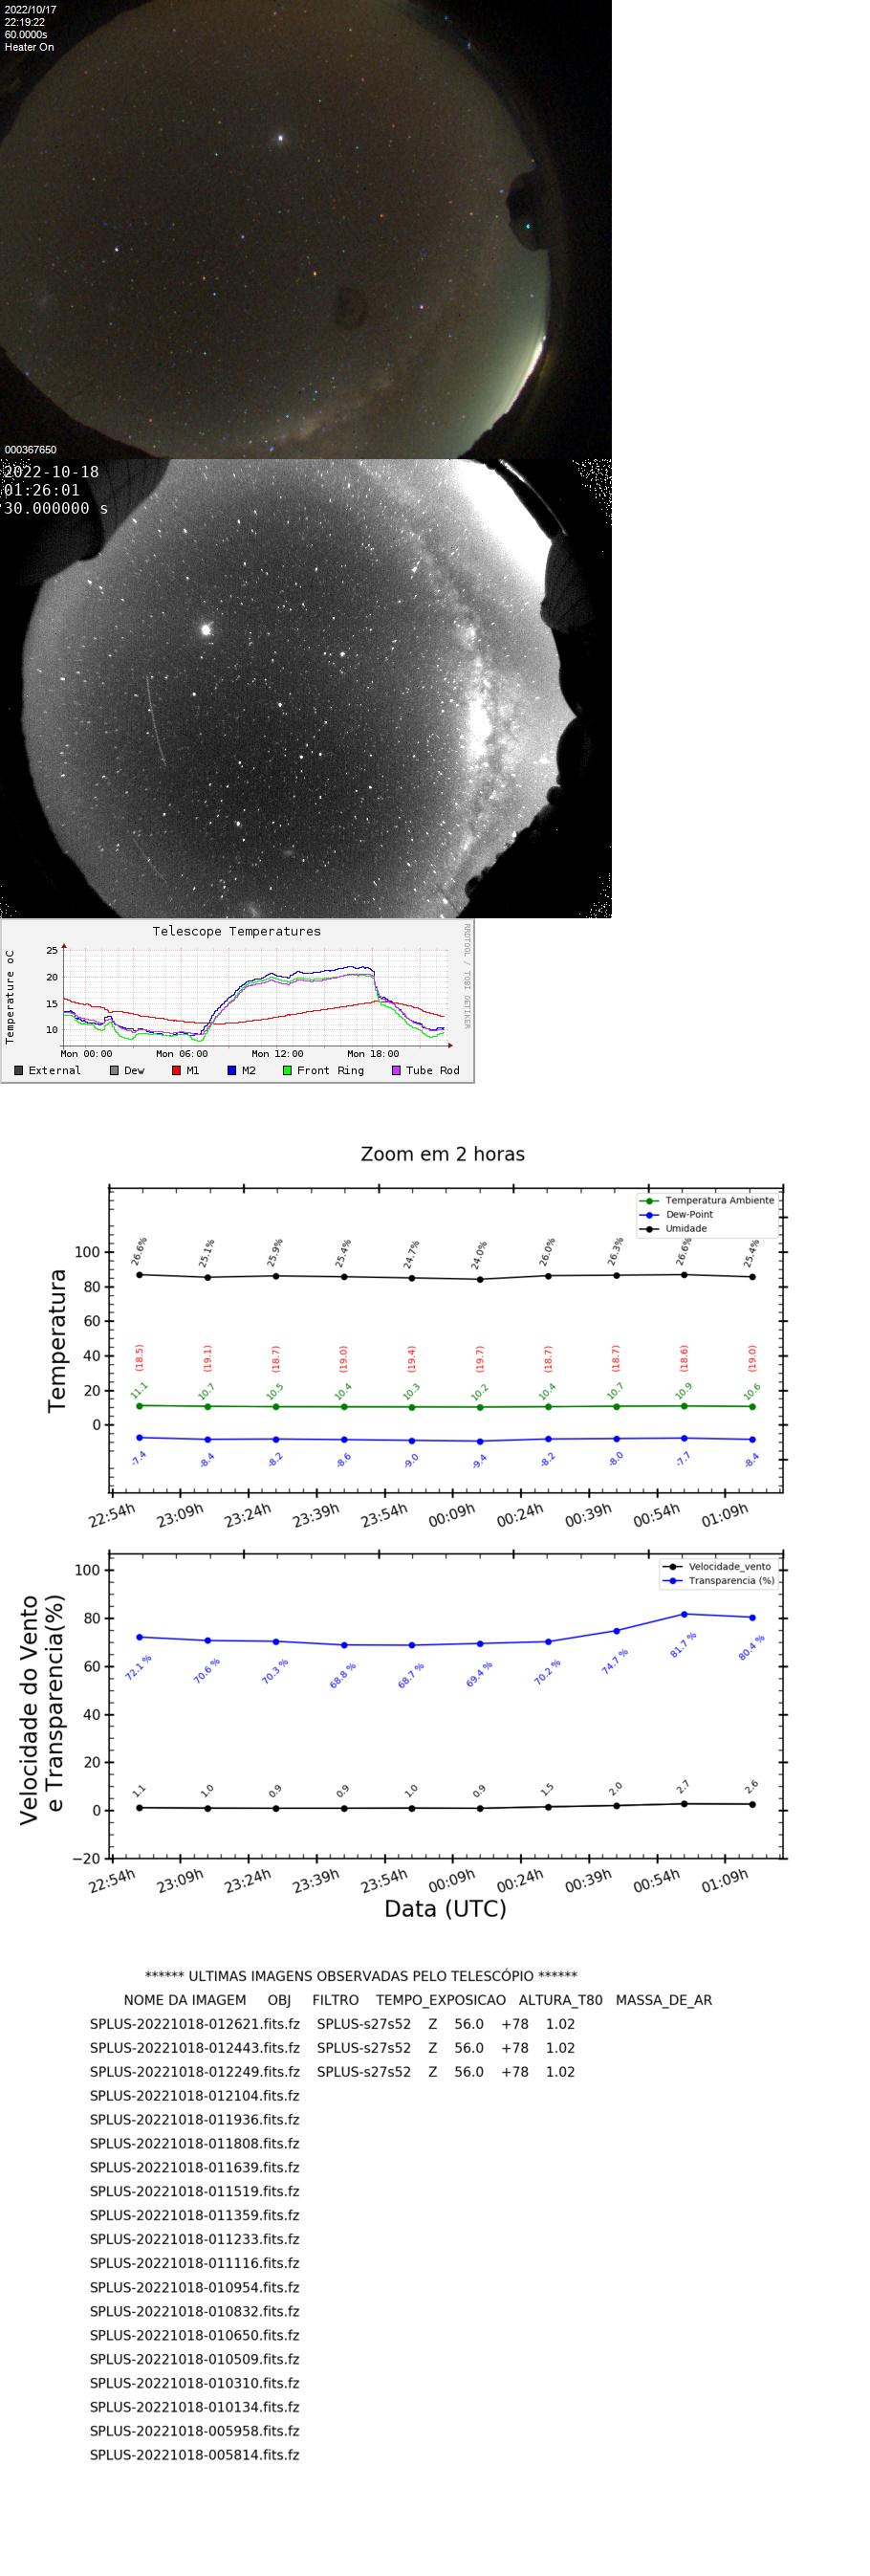 2022/10/17
22:19:22
60.0000s
Heater On
000367650
2022-10-18
01:26:01
30.000000 s
Telescope Temperatures
RRDTOOL / TOBI OETIKER
Temperature oC
25
20
15
10
Mon 00:00 Mon 06:00 Mon 12:00 Mon 18:00
External Dew M1 M2 Front Ring Tube Rod
Zoom em 2 horas
Temperatura Ambiente
Dew-Point
Umidade
Temperatura
100
80
60
40
20
0
26.6% 25.1% 25.9% 25.4% 24.7% 24.0% 26.0% 26.3% 26.6% 25.4%
(18.5) (19.1) (18.7) (19.0) (19.4) (19.7) (18.7) (18.7) (18.6) (19.0)
11.1 10.7 10.5 10.4 10.3 10.2 10.4 10.7 10.9 10.6
-7.4 -8.4 -8.2 -8.6 -9.0 -9.4 -8.2 -8.0 -7.7 -8.4
22:54h 23:09h 23:24h 23:39h 23:54h 00:09h 00:24h 00:39h 00:54h 01:09h
Velocidade_vento
Transparencia (%)
Velocidade do Vento
e Transparencia(%)
100
80
60
40
20
0
−20
72.1 % 70.6 % 70.3 % 68.8 % 68.7 % 69.4 % 70.2 % 74.7 % 81.7 % 80.4 %
1.1 1.0 0.9 0.9 1.0 0.9 1.5 2.0 2.7 2.6
22:54h 23:09h 23:24h 23:39h 23:54h 00:09h 00:24h 00:39h 00:54h 01:09h
Data (UTC)
****** ULTIMAS IMAGENS OBSERVADAS PELO TELESCÓPIO ******
NOME DA IMAGEM OBJ FILTRO TEMPO_EXPOSICAO ALTURA_T80 MASSA_DE_AR
SPLUS-20221018-012621.fits.fz SPLUS-s27s52 Z 56.0 +78 1.02
SPLUS-20221018-012443.fits.fz SPLUS-s27s52 Z 56.0 +78 1.02
SPLUS-20221018-012249.fits.fz SPLUS-s27s52 Z 56.0 +78 1.02
SPLUS-20221018-012104.fits.fz
SPLUS-20221018-011936.fits.fz
SPLUS-20221018-011808.fits.fz
SPLUS-20221018-011639.fits.fz
SPLUS-20221018-011519.fits.fz
SPLUS-20221018-011359.fits.fz
SPLUS-20221018-011233.fits.fz
SPLUS-20221018-011116.fits.fz
SPLUS-20221018-010954.fits.fz
SPLUS-20221018-010832.fits.fz
SPLUS-20221018-010650.fits.fz
SPLUS-20221018-010509.fits.fz
SPLUS-20221018-010310.fits.fz
SPLUS-20221018-010134.fits.fz
SPLUS-20221018-005958.fits.fz
SPLUS-20221018-005814.fits.fz